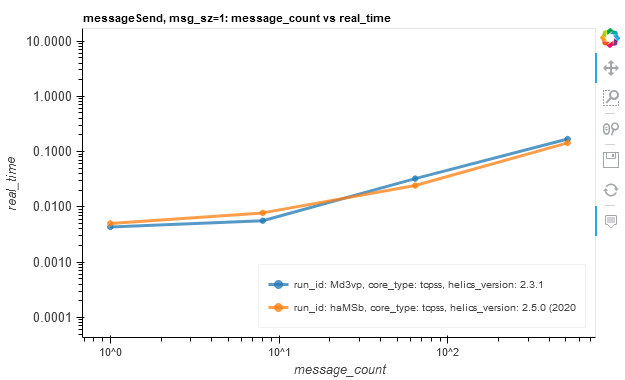 messageSend, msg_sz=1: message_count vs real_time
10.0000
1.0000
0.1000
0.0100
0.0010
0.0001
real_time
run_id: Md3vp, core_type: tcpss, helics_version: 2.3.1
run_id: haMSb, core_type: tcpss, helics_version: 2.5.0 (2020
10^0
10^1
10^2
message_count